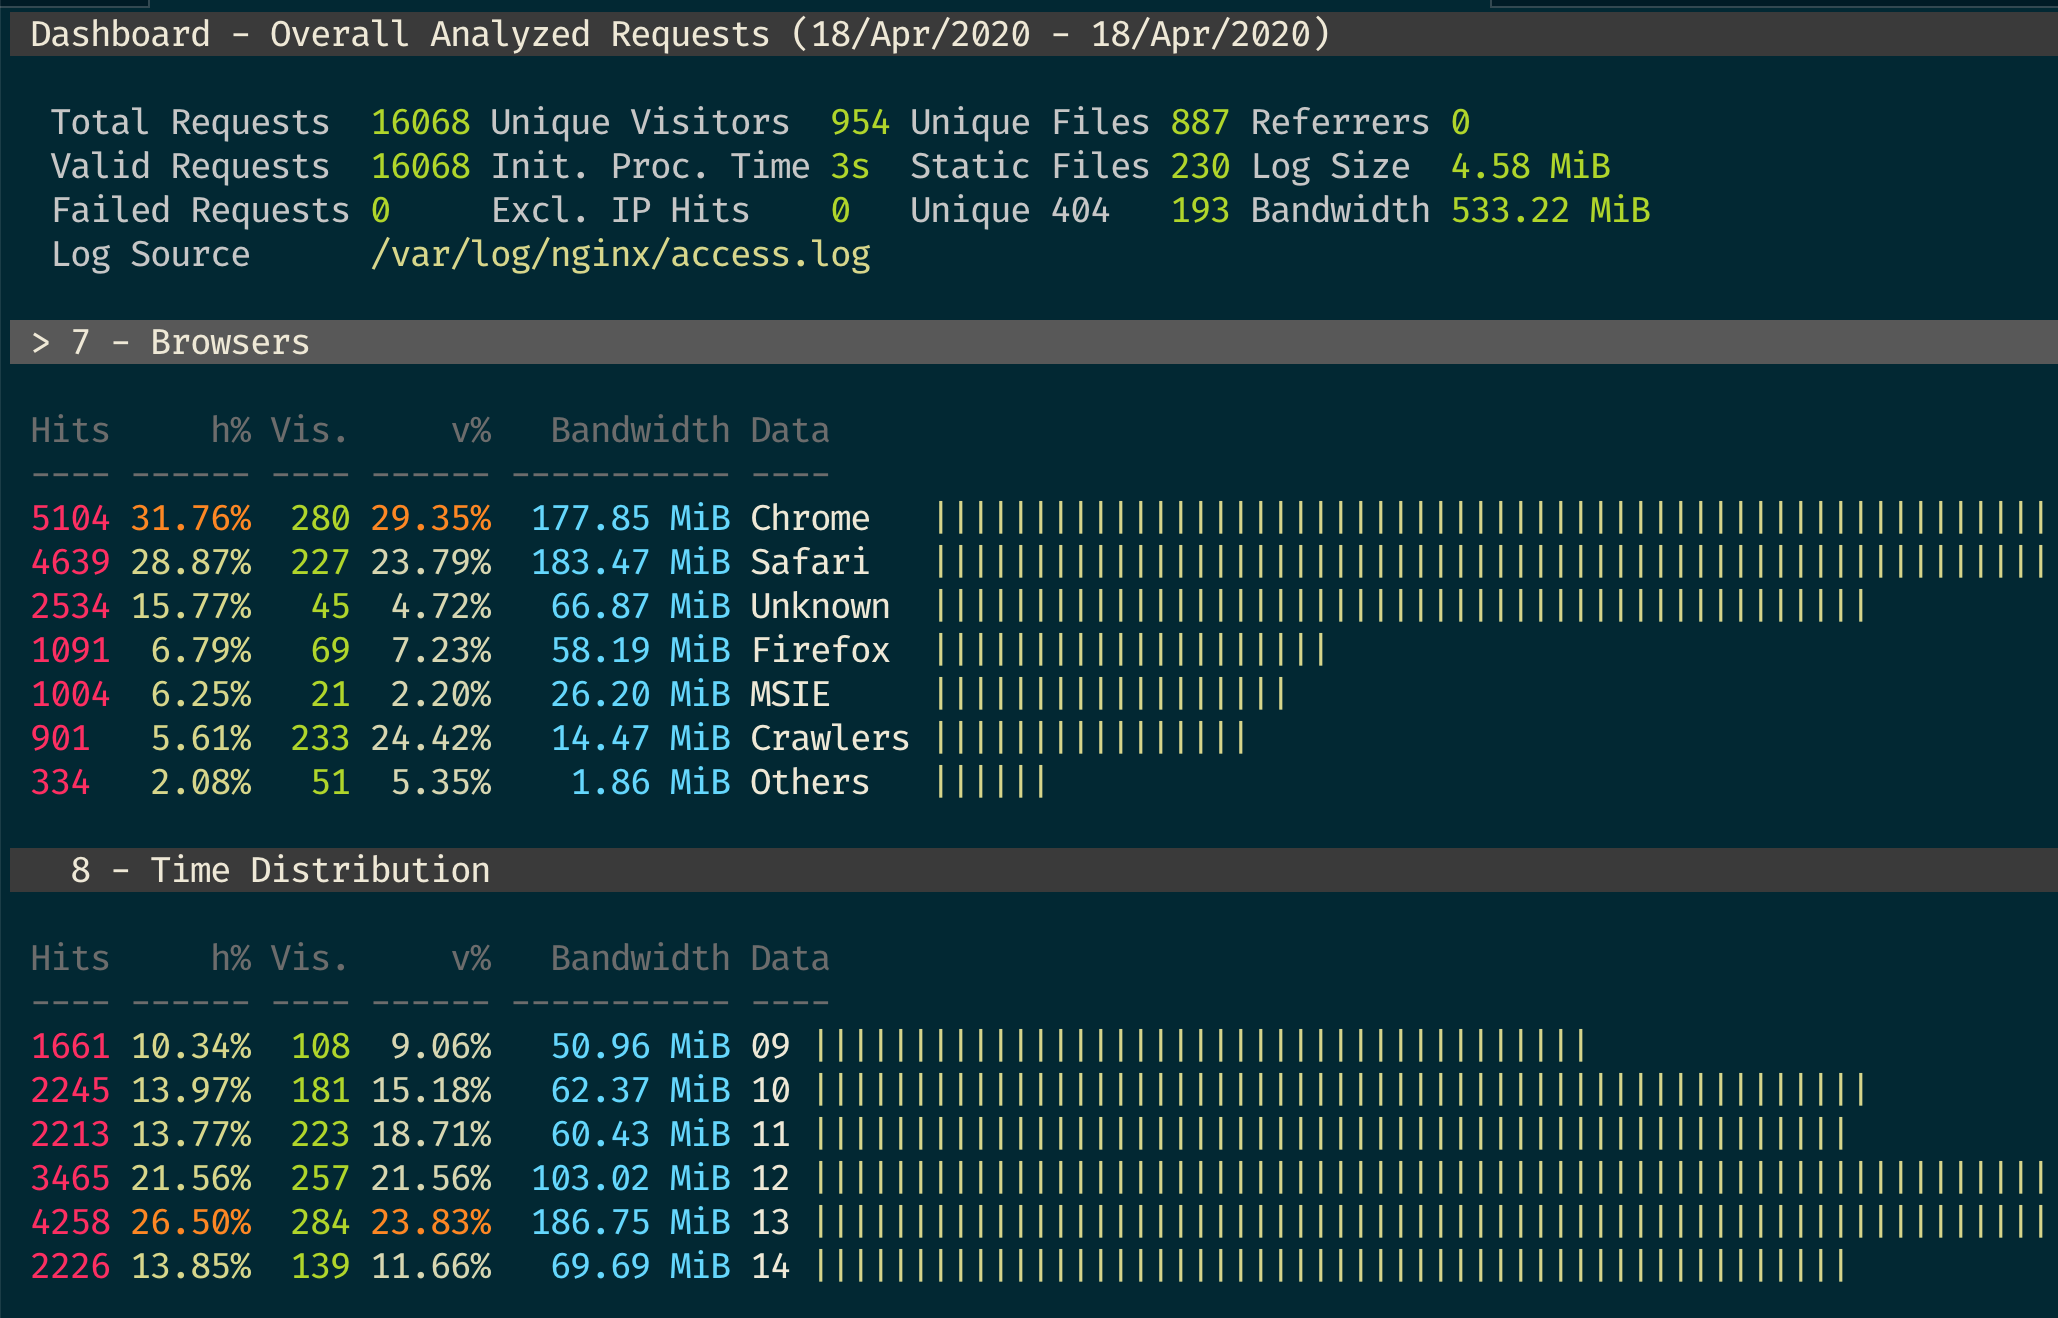 Dashboard - Overall Analyzed Requests (18/Apr/2020 - 18/Apr/2020)
Total Requests 16068 Unique Visitors 954 Unique Files 887 Referrers 0
Valid Requests 16068 Init. Proc. Time 3s Static Files 230 Log Size 4.58 MiB
Failed Requests 0 Excl. IP Hits 0 Unique 404 193 Bandwidth 533.22 MiB
Log Source /var/log/nginx/access.log
> 7 - Browsers
Hits h% Vis. v% Bandwidth Data
---- ------ ---- ------ ----------- ----
5104 31.76% 280 29.35% 177.85 MiB Chrome ||||||||||||||||||||||||||||||||||||||||||||||||||||||||
4639 28.87% 227 23.79% 183.47 MiB Safari ||||||||||||||||||||||||||||||||||||||||||||||||||||||||
2534 15.77% 45 4.72% 66.87 MiB Unknown |||||||||||||||||||||||||||||||||||||||||||||||
1091 6.79% 69 7.23% 58.19 MiB Firefox ||||||||||||||||||||
1004 6.25% 21 2.20% 26.20 MiB MSIE ||||||||||||||||||
901 5.61% 233 24.42% 14.47 MiB Crawlers ||||||||||||||||
334 2.08% 51 5.35% 1.86 MiB Others ||||||
8 - Time Distribution
Hits h% Vis. v% Bandwidth Data
---- ------ ---- ------ ----------- ----
1661 10.34% 108 9.06% 50.96 MiB 09 |||||||||||||||||||||||||||||||||||||||
2245 13.97% 181 15.18% 62.37 MiB 10 |||||||||||||||||||||||||||||||||||||||||||||||||||||
2213 13.77% 223 18.71% 60.43 MiB 11 ||||||||||||||||||||||||||||||||||||||||||||||||||||
3465 21.56% 257 21.56% 103.02 MiB 12 ||||||||||||||||||||||||||||||||||||||||||||||||||||||||||||||
4258 26.50% 284 23.83% 186.75 MiB 13 ||||||||||||||||||||||||||||||||||||||||||||||||||||||||||||||
2226 13.85% 139 11.66% 69.69 MiB 14 ||||||||||||||||||||||||||||||||||||||||||||||||||||